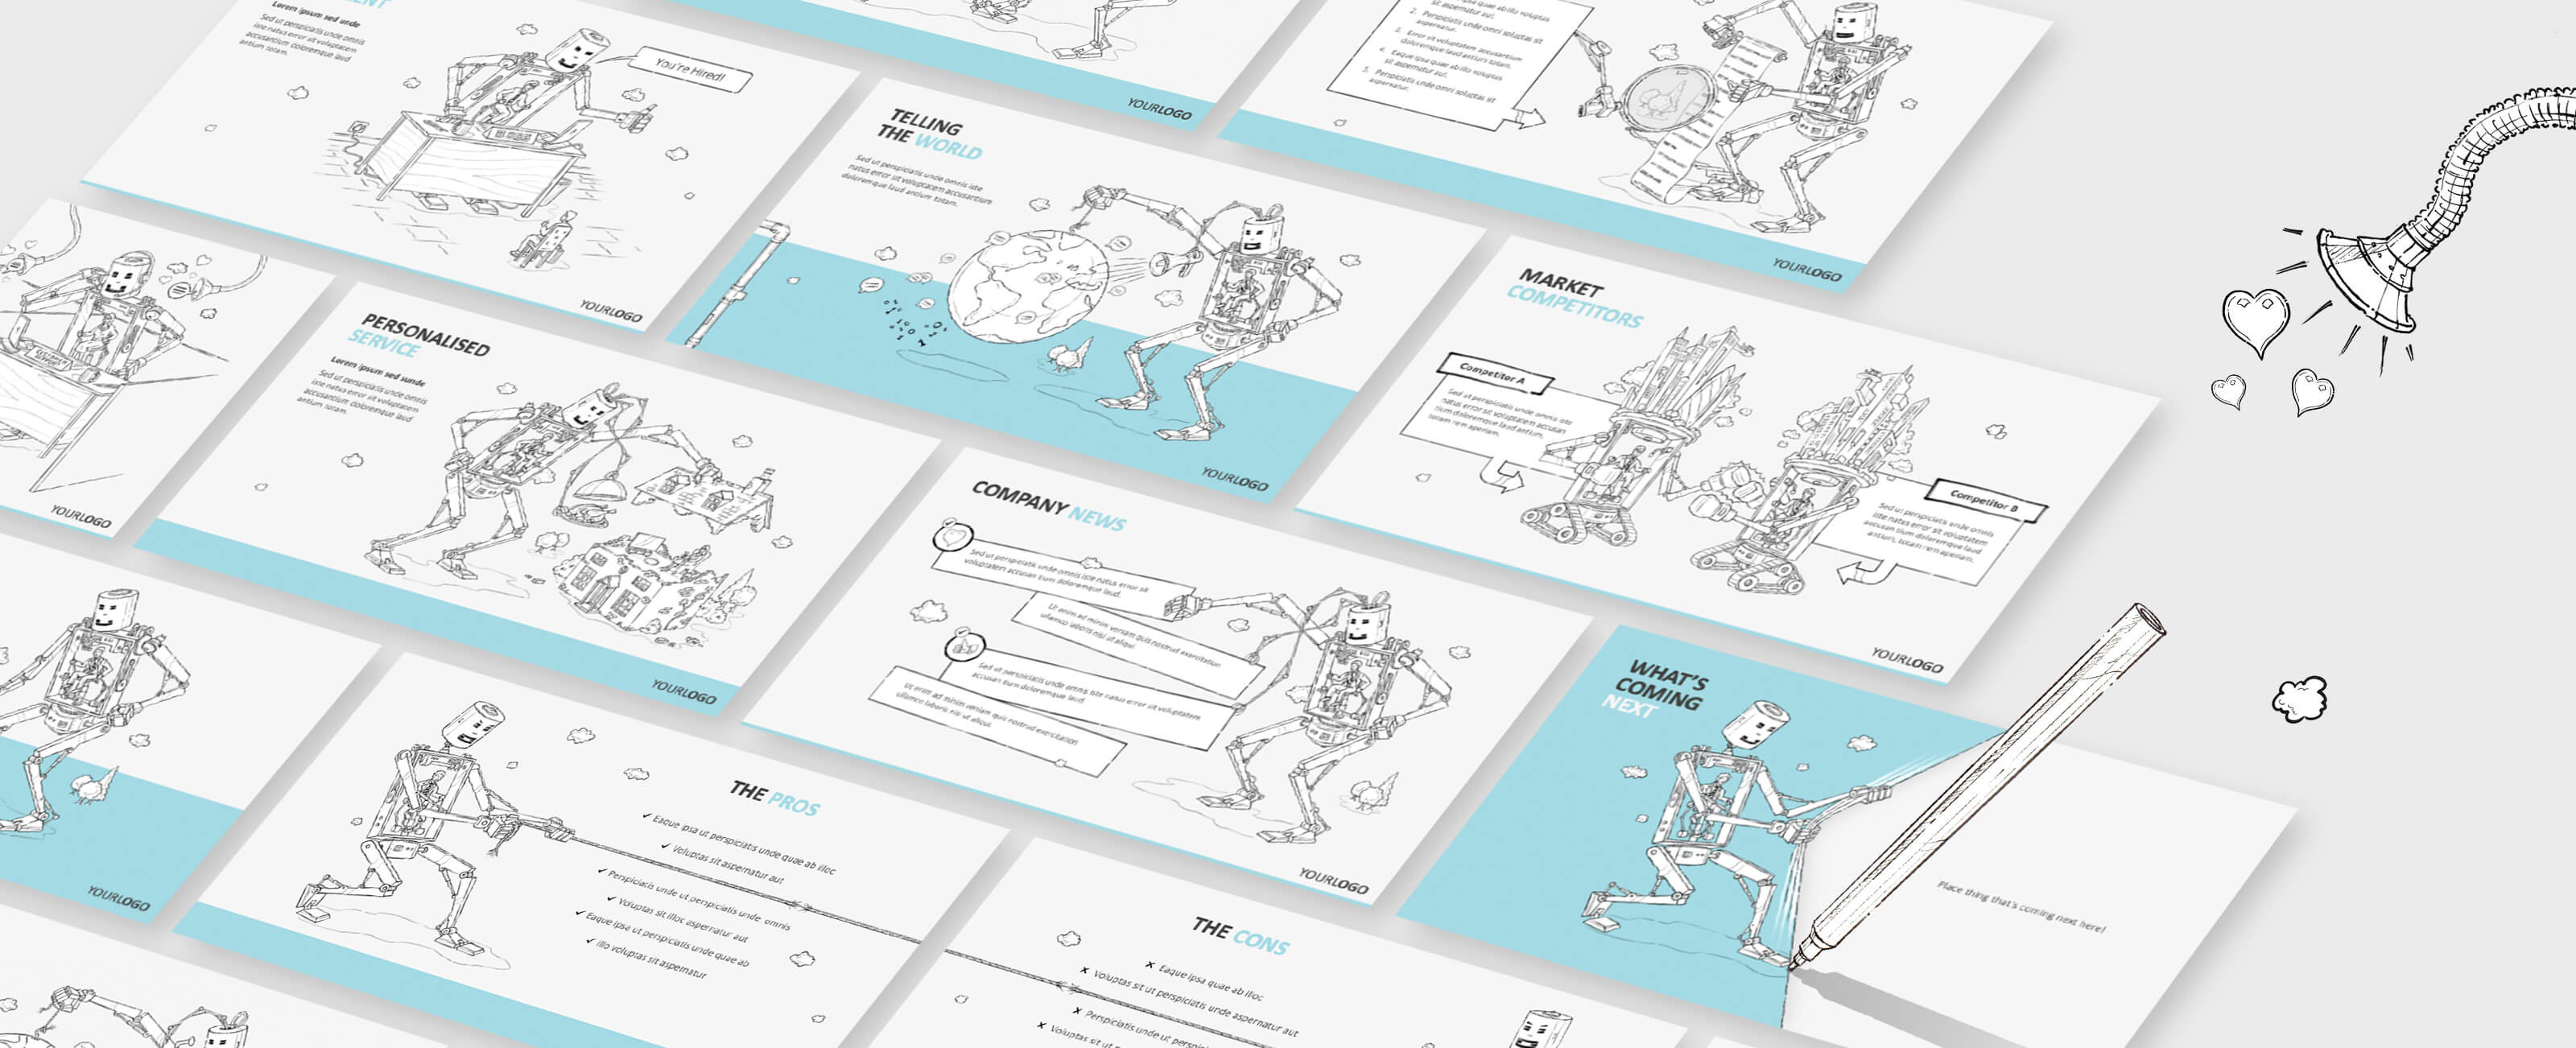 Lorem ipsum sed unde
Sed ut perspiciatis unde omnis
iste natus error sit voluptatem
accusantium doloremque laud
antium totam.
You're Hired!
YOURLOGO
YOURLOGO
2. Perspiciatis unde omni soluptas sit
aspernatur.
3. Error sit voluptatem accusantium
doloremque laud antium.
4. Eaque ipsa quae ab illo voluptas
sit aspernatur aut.
5. Perspiciatis unde omni soluptas sit
aspernatur.
YOURLOGO
TELLING
THE WORLD
Sed ut perspiciatis unde omnis iste
natus error sit voluptatem accusantium
doloremque laud antium totam.
YOURLOGO
MARKET
COMPETITORS
Competitor A
Sed ut perspiciatis unde omnis iste
natus error sit voluptatem accusan
tium doloremque laud antium,
totam rem aperiam.
Competitor B
Sed ut perspiciatis unde omnis
iste natus error sit voluptatem
accusan tium doloremque laud
antium, totam rem aperiam.
YOURLOGO
YOURLOGO
PERSONALISED
SERVICE
Lorem ipsum sed sunde
Sed ut perspiciatis unde omnis
iste natus error sit voluptatem
accusantium doloremque laud
antium totam.
YOURLOGO
COMPANY NEWS
Sed ut perspiciatis unde omnis iste natus error sit
voluptatem accusan tium doloremque laud.
Ut enim ad minim veniam quis nostrud exercitation
ullamco laboris nisi ut aliqui.
Sed ut perspiciatis unde omnis iste natus error sit voluptatem
accusan tium doloremque laud.
Ut enim ad minim veniam quis nostrud exercitation
ullamco laboris nisi ut aliqui.
YOURLOGO
WHAT'S
COMING
NEXT
Place thing that's coming next here!
YOURLOGO
THE PROS
✓ Eaque ipsa ut perspiciatis unde quae ab illoc
✓ Voluptas sit aspernatur aut
✓ Perspiciatis unde ut perspiciatis unde omnis
✓ Voluptas sit illoc aspernatur aut
✓ Eaque ipsa ut perspiciatis unde quae ab
✓ Illo voluptas sit aspernatur
THE CONS
✗ Eaque ipsa quae ab illoc
✗ Voluptas sit ut perspiciatis unde aspernatur aut
✗ Perspiciatis unde ut perspici
✗ Voluptas sit